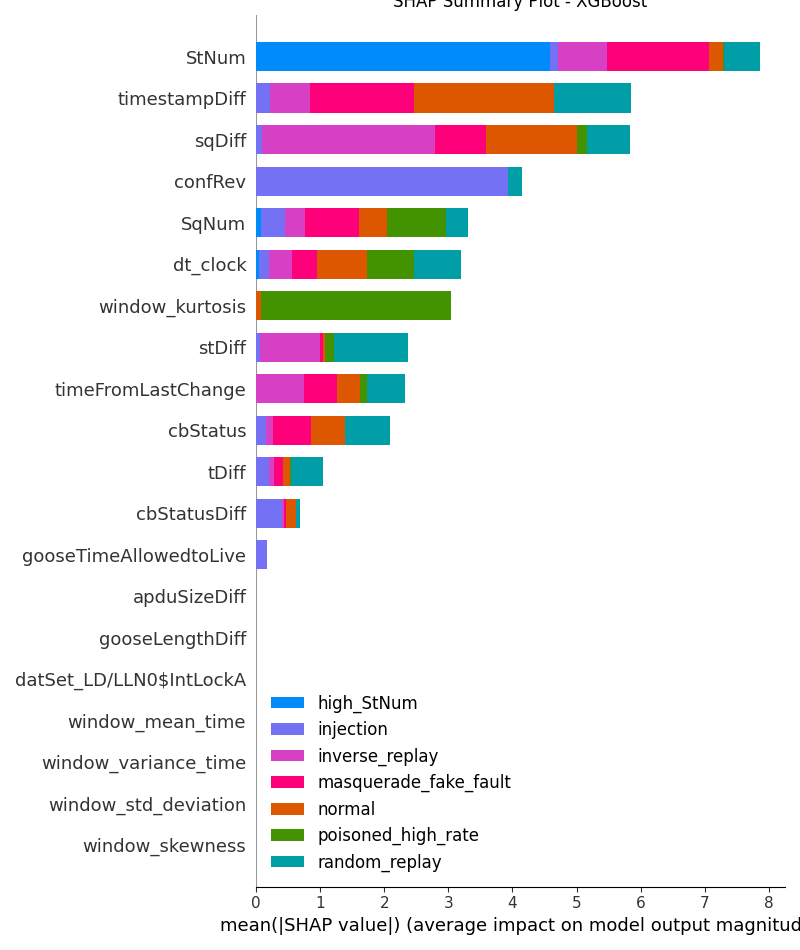 SHAP Summary Plot - XGBoost
StNum
timestampDiff
sqDiff
confRev
SqNum
dt_clock
window_kurtosis
stDiff
timeFromLastChange
cbStatus
tDiff
cbStatusDiff
gooseTimeAllowedtoLive
apduSizeDiff
gooseLengthDiff
datSet_LD/LLN0$IntLockA
window_mean_time
window_variance_time
window_std_deviation
window_skewness
high_StNum
injection
inverse_replay
masquerade_fake_fault
normal
poisoned_high_rate
random_replay
0 1 2 3 4 5 6 7 8
mean(|SHAP value|) (average impact on model output magnitud